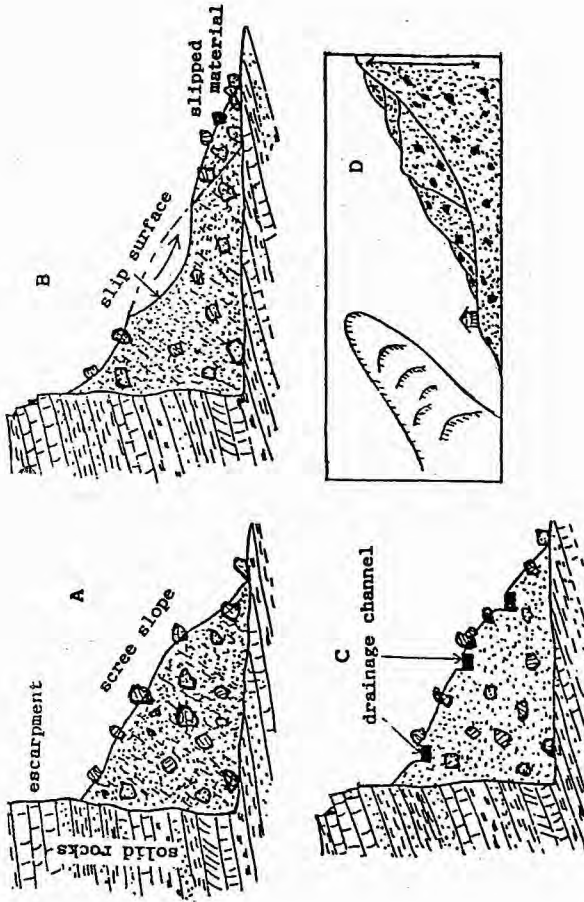 A
escarpment
scree slope
solid rocks
B
slip surface
slipped
material
C
drainage channel
D